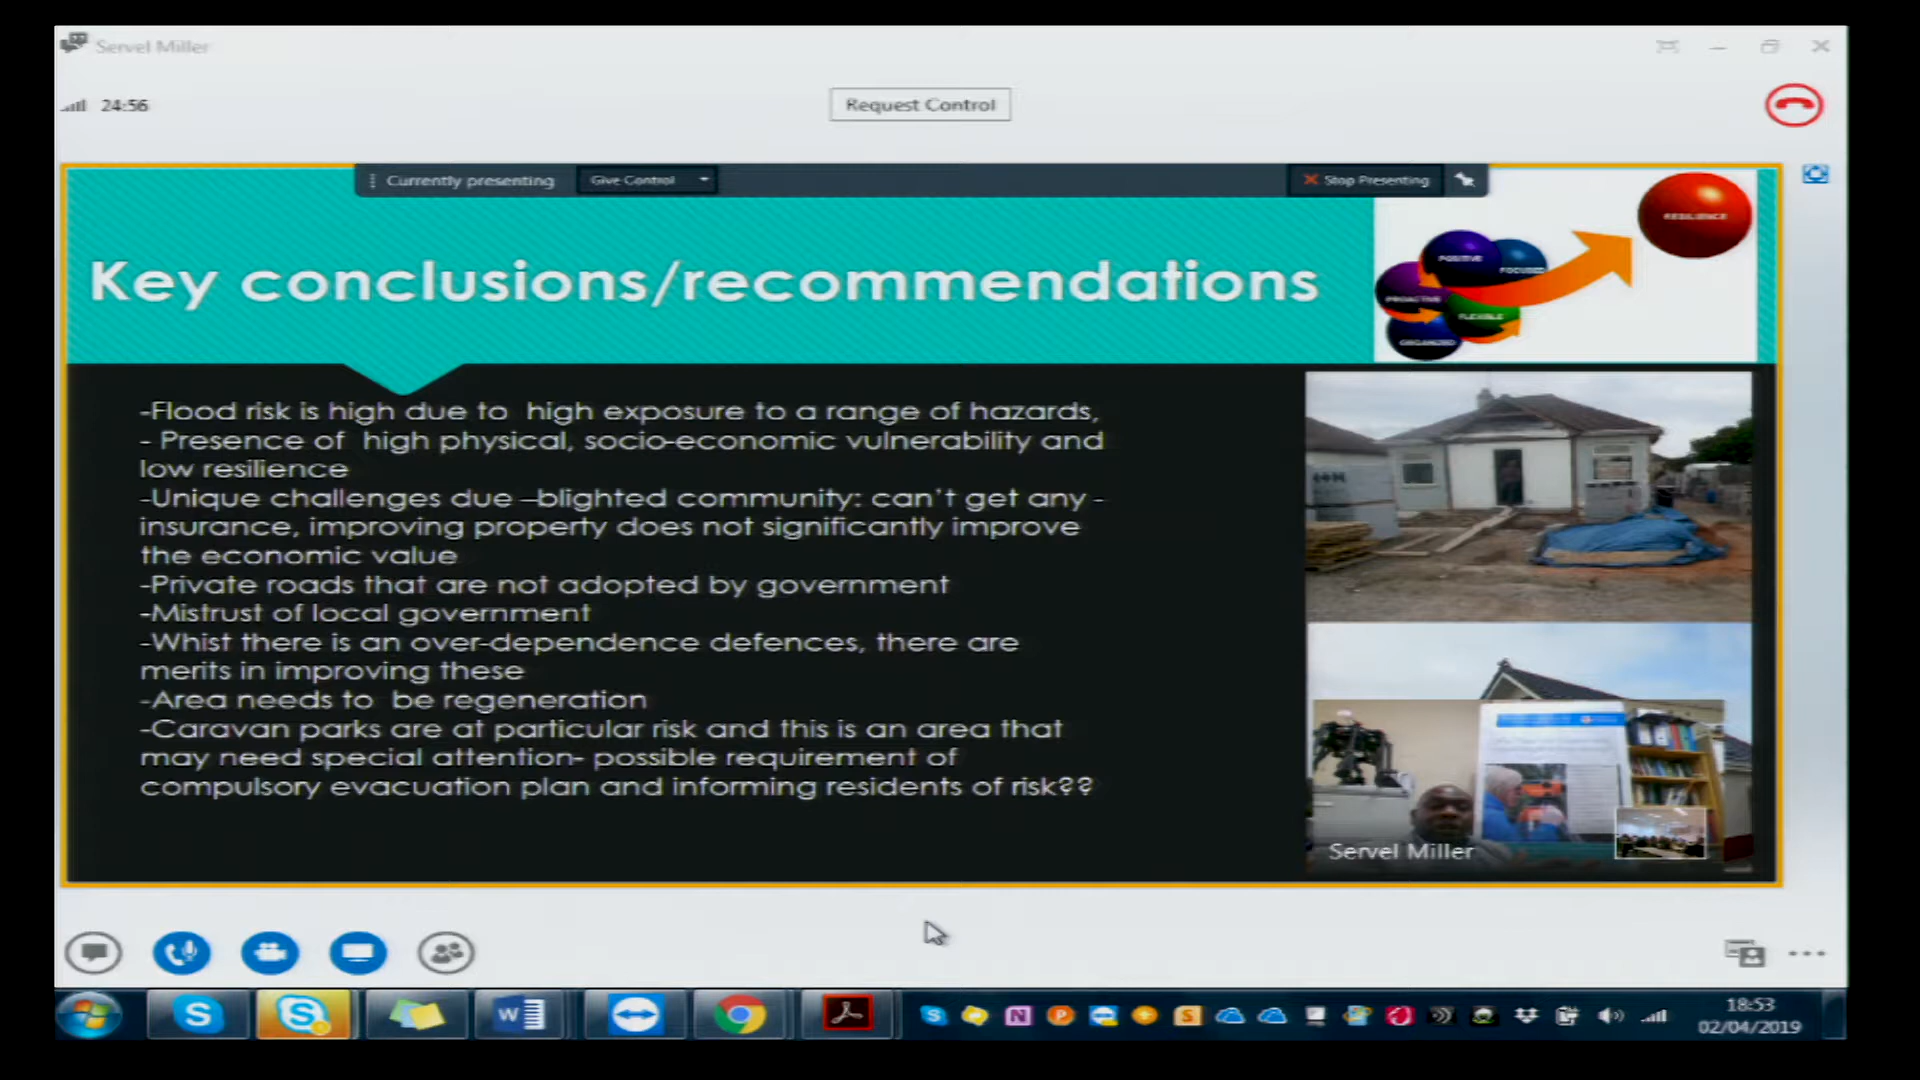 Servel Miller
24:56
Request Control
Currently presenting
Give Control
Stop Presenting
RESILIENCE
POSITIVE
FOCUSED
PROACTIVE
FLEXIBLE
ORGANIZED
Key conclusions/recommendations
-Flood risk is high due to  high exposure to a range of hazards,
- Presence of  high physical, socio-economic vulnerability and
low resilience
-Unique challenges due –blighted community: can't get any -
insurance, improving property does not significantly improve
the economic value
-Private roads that are not adopted by government
-Mistrust of local government
-Whist there is an over-dependence defences, there are
merits in improving these
-Area needs to  be regeneration
-Caravan parks are at particular risk and this is an area that
may need special attention- possible requirement of
compulsory evacuation plan and informing residents of risk??
Servel Miller
18:53
02/04/2019